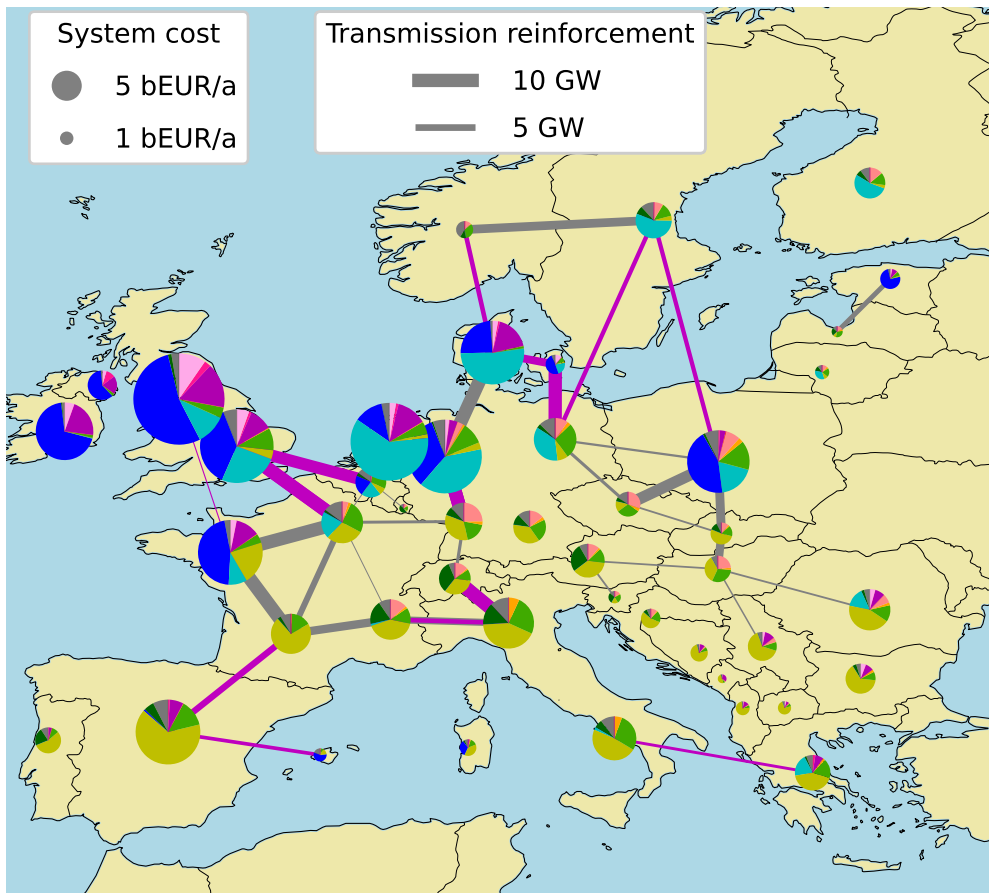 System cost
5 bEUR/a
1 bEUR/a
Transmission reinforcement
10 GW
5 GW